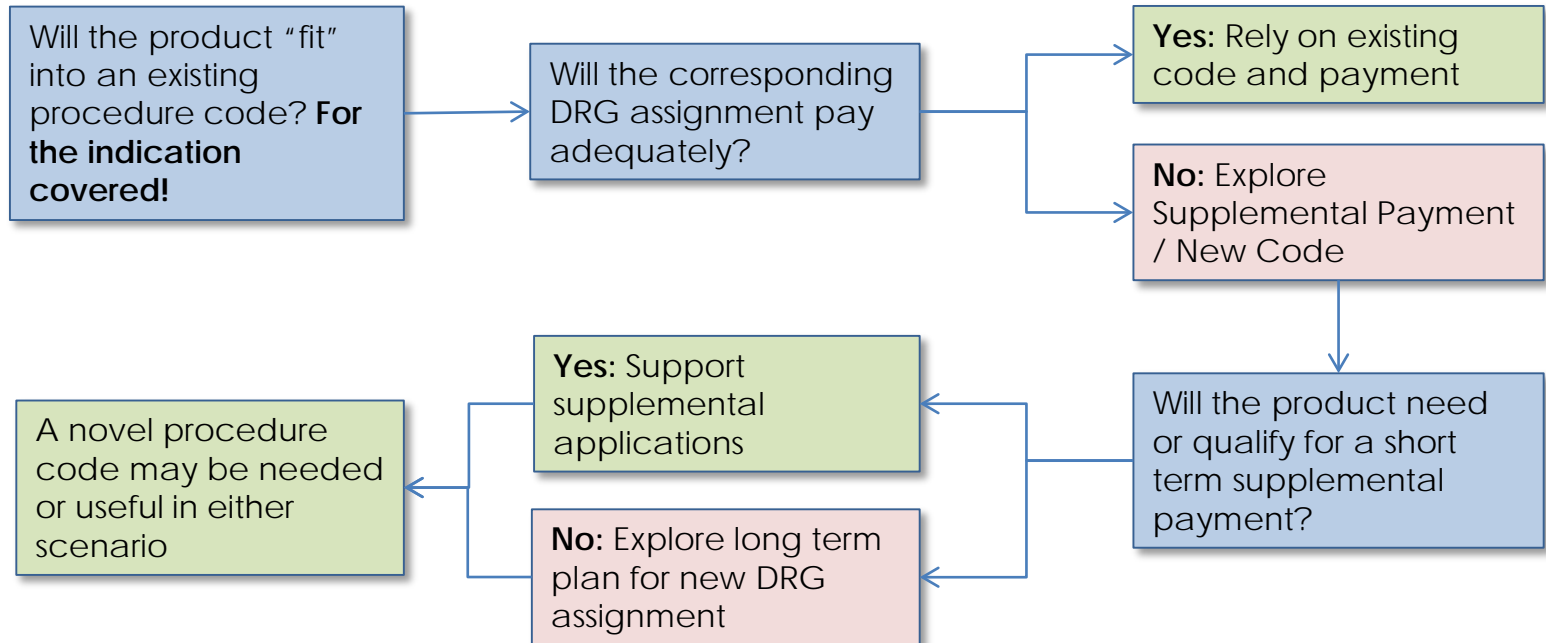 Will the product “fit”
into an existing
procedure code? For
the indication
covered!
Will the corresponding
DRG assignment pay
adequately?
Yes: Rely on existing
code and payment
No: Explore
Supplemental Payment
/ New Code
Will the product need
or qualify for a short
term supplemental
payment?
Yes: Support
supplemental
applications
No: Explore long term
plan for new DRG
assignment
A novel procedure
code may be needed
or useful in either
scenario